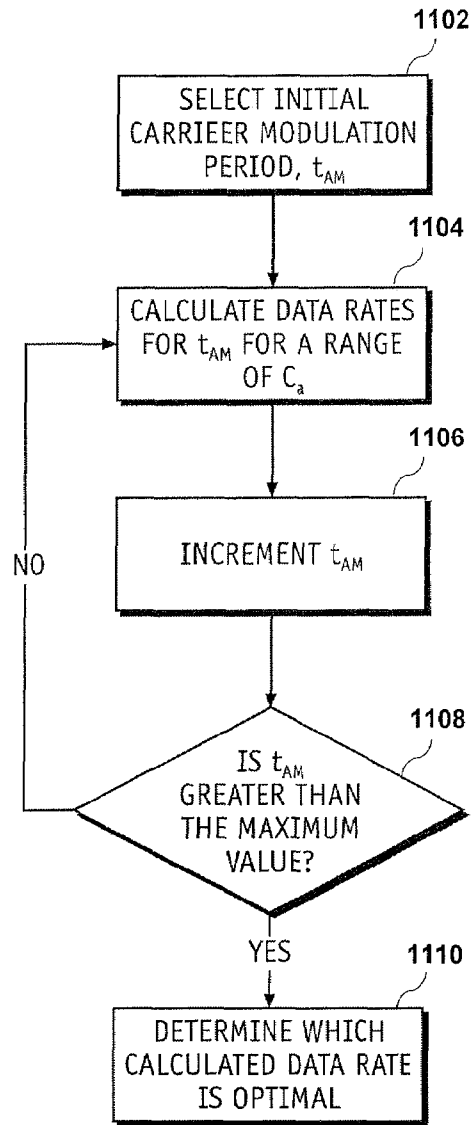 1102
SELECT INITIAL
CARRIEER MODULATION
PERIOD, tAM
1104
CALCULATE DATA RATES
FOR tAM FOR A RANGE
OF Ca
1106
INCREMENT tAM
NO
1108
IS tAM
GREATER THAN
THE MAXIMUM
VALUE?
YES
1110
DETERMINE WHICH
CALCULATED DATA RATE
IS OPTIMAL